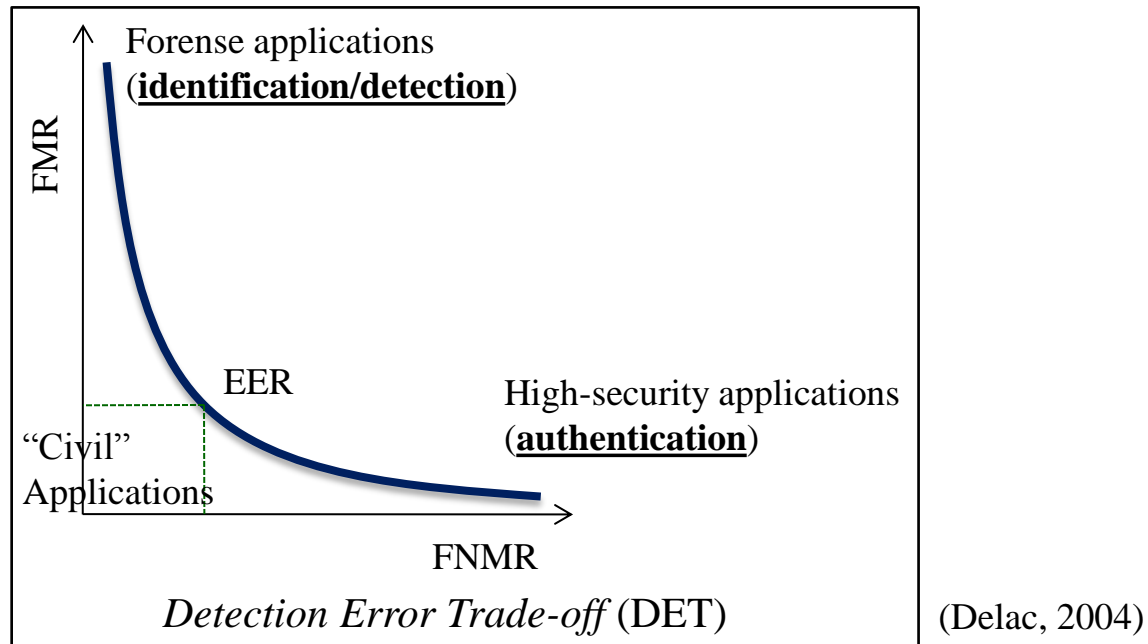 Forense applications
(identification/detection)
FMR
EER
High-security applications
(authentication)
“Civil”
Applications
FNMR
Detection Error Trade-off (DET)
(Delac, 2004)